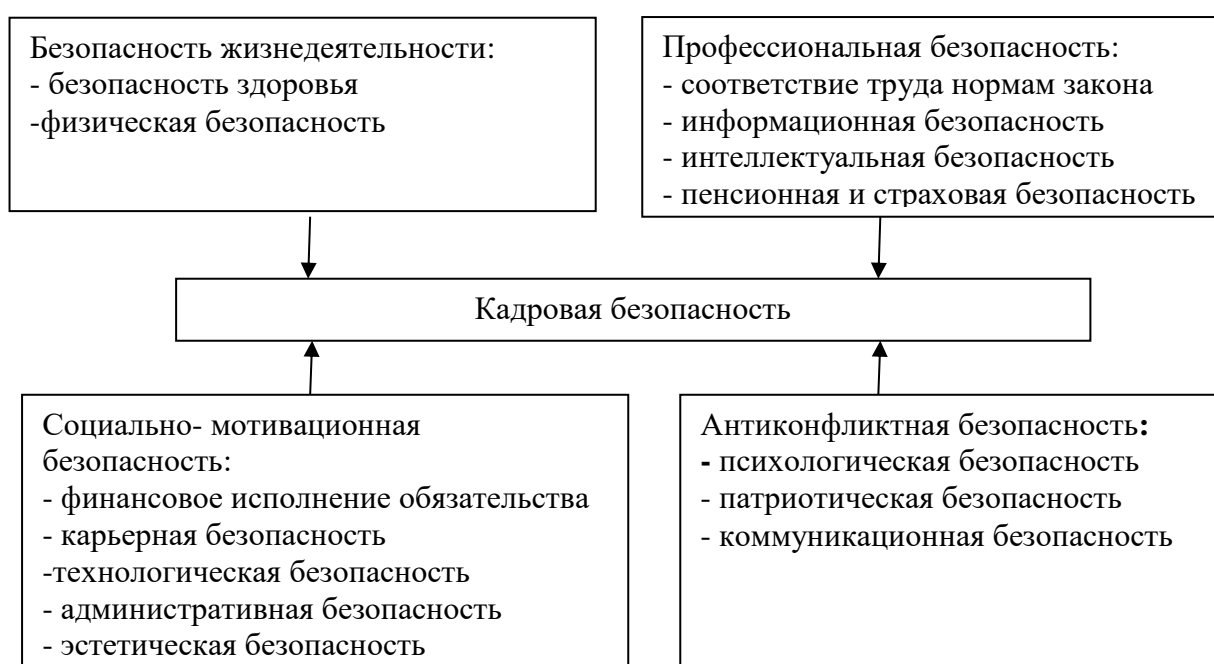 Безопасность жизнедеятельности:
- безопасность здоровья
-физическая безопасность
Профессиональная безопасность:
- соответствие труда нормам закона
- информационная безопасность
- интеллектуальная безопасность
- пенсионная и страховая безопасность
Кадровая безопасность
Социально- мотивационная
безопасность:
- финансовое исполнение обязательства
- карьерная безопасность
-технологическая безопасность
- административная безопасность
- эстетическая безопасность
Антиконфликтная безопасность:
- психологическая безопасность
- патриотическая безопасность
- коммуникационная безопасность